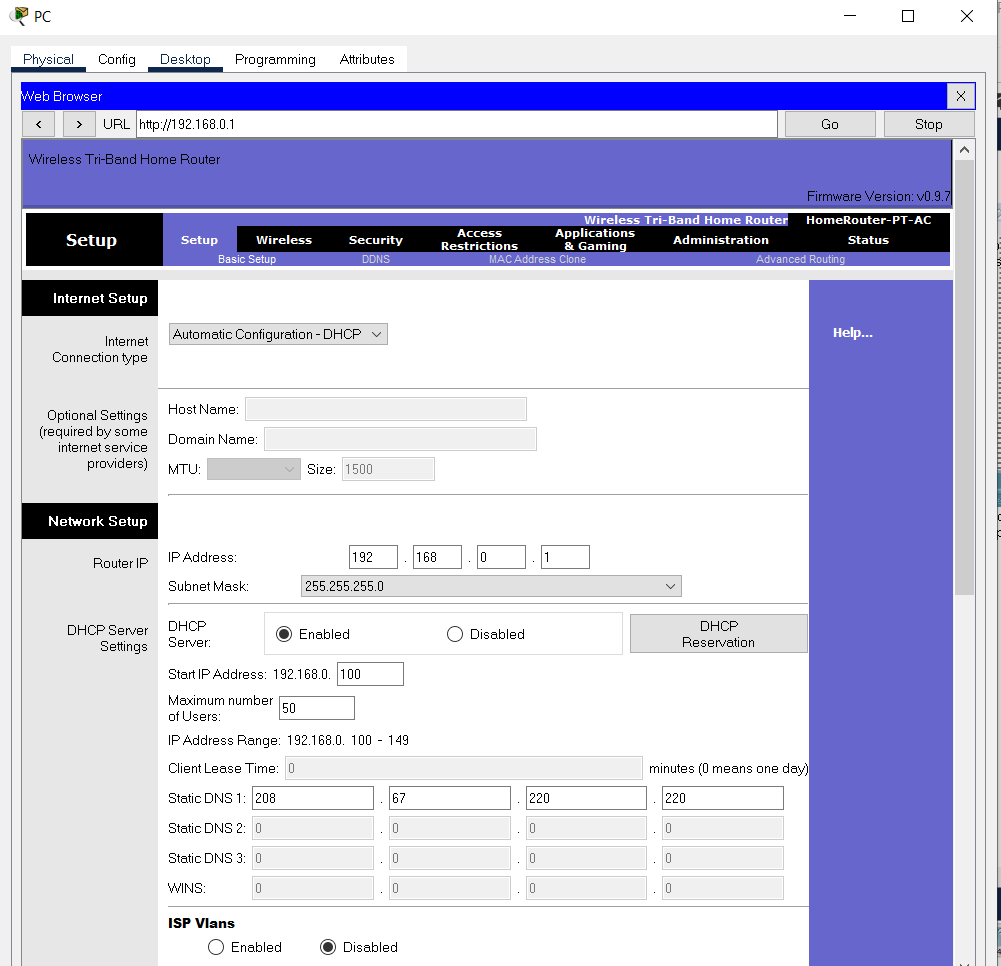 PC
Physical Config Desktop Programming Attributes
Web Browser X
< > URL http://192.168.0.1 Go Stop
Wireless Tri-Band Home Router
Firmware Version: v0.9.7
Wireless Tri-Band Home Router HomeRouter-PT-AC
Setup
Setup Wireless Security Access Restrictions Applications & Gaming Administration Status
Basic Setup DDNS MAC Address Clone Advanced Routing
Internet Setup
Internet Connection type
Automatic Configuration - DHCP
Help...
Optional Settings
(required by some
internet service
providers)
Host Name:
Domain Name:
MTU: Size: 1500
Network Setup
Router IP
IP Address: 192 . 168 . 0 . 1
Subnet Mask: 255.255.255.0
DHCP Server
Settings
DHCP
Server: Enabled Disabled
DHCP
Reservation
Start IP Address: 192.168.0. 100
Maximum number
of Users: 50
IP Address Range: 192.168.0. 100 - 149
Client Lease Time: 0 minutes (0 means one day)
Static DNS 1: 208 . 67 . 220 . 220
Static DNS 2: 0 . 0 . 0 . 0
Static DNS 3: 0 . 0 . 0 . 0
WINS: 0 . 0 . 0 . 0
ISP Vlans
Enabled Disabled